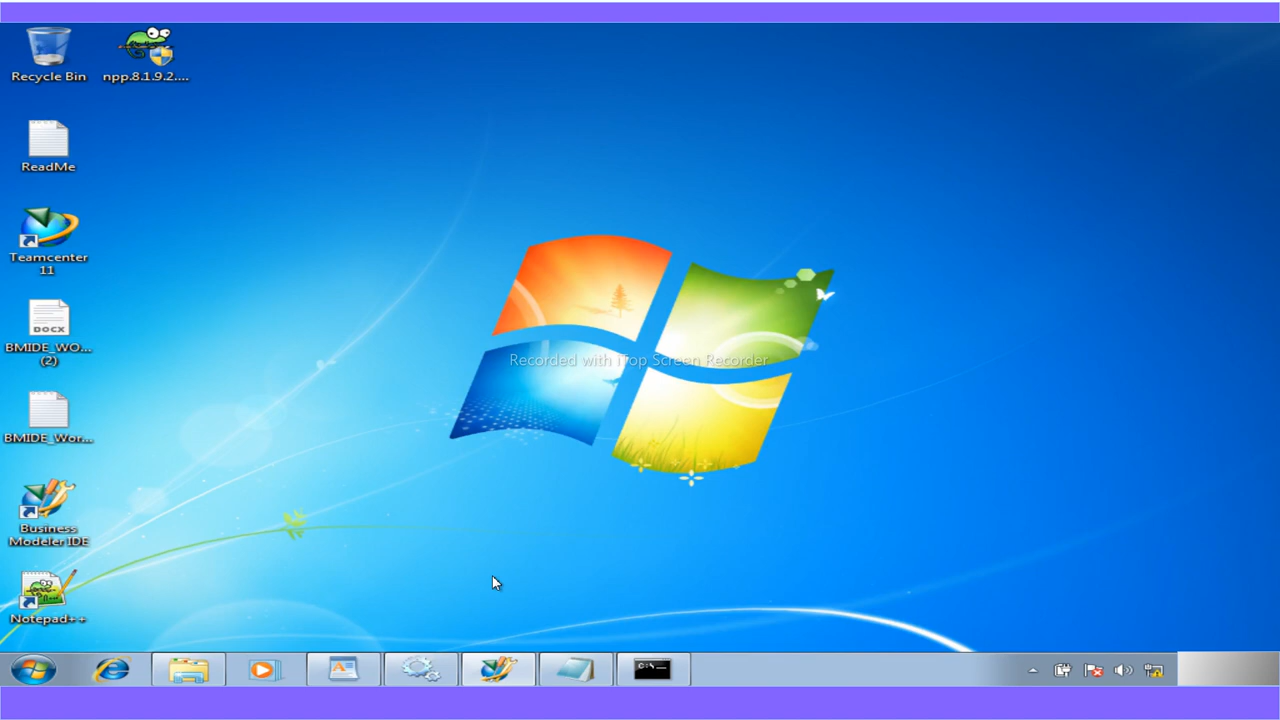 Recycle Bin
npp.8.1.9.2....
ReadMe
Teamcenter
11
DOCX
BMIDE_WO...
(2)
BMIDE_Wor...
Business
Modeler IDE
Notepad++
Recorded with iTop Screen Recorder
C:\